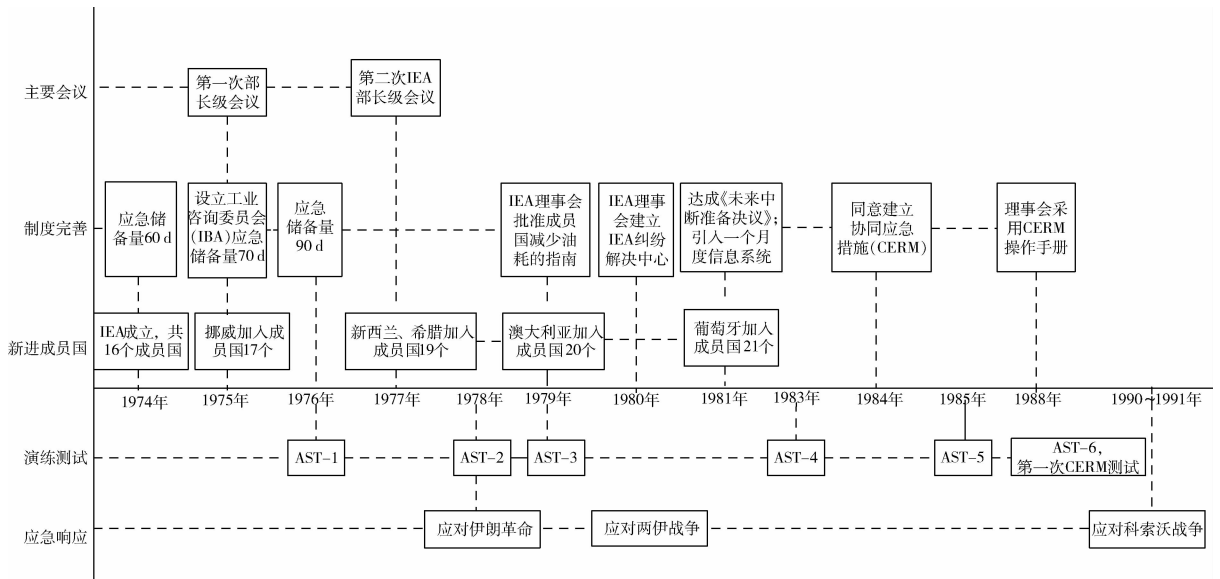 主要会议
第一次部
长级会议
第二次IEA
部长级会议
制度完善
应急储
备量60 d
设立工业
咨询委员会
(IBA)应急
储备量70 d
应急
储备量
90 d
IEA理事会
批准成员
国减少油
耗的指南
IEA理事
会建立
IEA纠纷
解决中心
达成《未来中
断准备决议》;
引入一个月
度信息系统
同意建立
协同应急
措施(CERM)
理事会采
用CERM
操作手册
新进成员国
IEA成立, 共
16个成员国
挪威加入成
员国17个
新西兰、希腊加入
成员国19个
澳大利亚加入
成员国20个
葡萄牙加入
成员国21个
1974年
1975年
1976年
1977年
1978年
1979年
1980年
1981年
1983年
1984年
1985年
1988年
1990~1991年
演练测试
AST-1
AST-2
AST-3
AST-4
AST-5
AST-6,
第一次CERM测试
应急响应
应对伊朗革命
应对两伊战争
应对科索沃战争